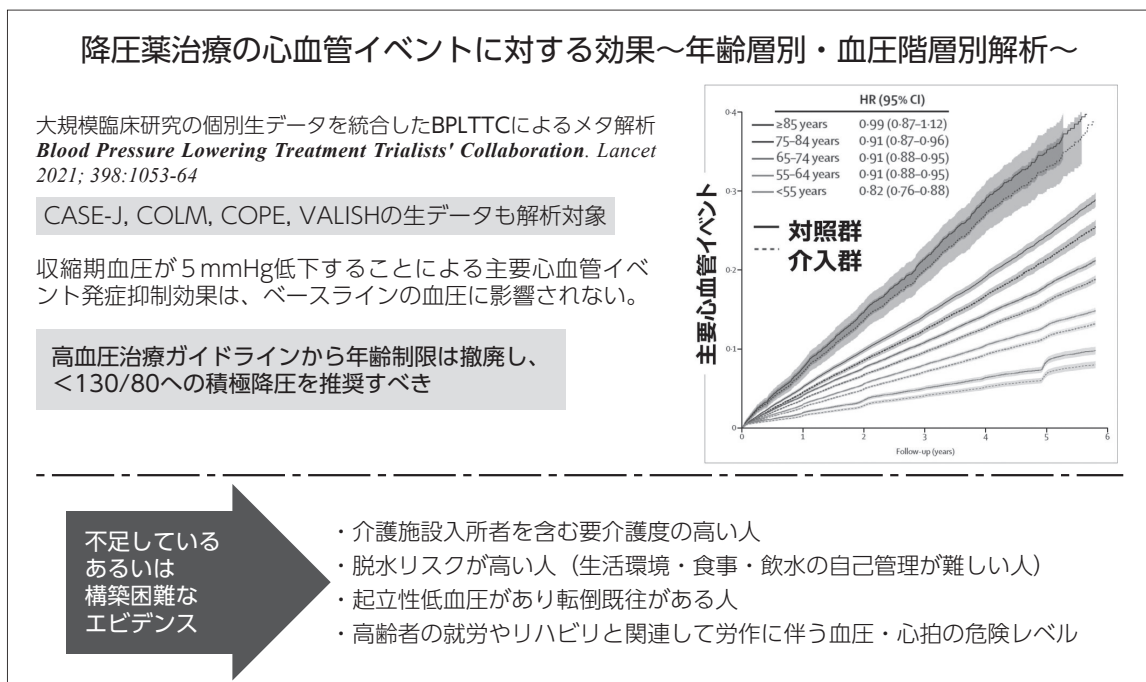 降圧薬治療の心血管イベントに対する効果～年齢層別・血圧階層別解析～
大規模臨床研究の個別生データを統合したBPLTTCによるメタ解析
Blood Pressure Lowering Treatment Trialists' Collaboration. Lancet
2021; 398:1053-64
CASE-J, COLM, COPE, VALISHの生データも解析対象
収縮期血圧が５mmHg低下することによる主要心血管イベ
ント発症抑制効果は、ベースラインの血圧に影響されない。
高血圧治療ガイドラインから年齢制限は撤廃し、
＜130/80への積極降圧を推奨すべき
HR (95% CI)
≥85 years 0·99 (0·87–1·12)
75–84 years 0·91 (0·87–0·96)
65–74 years 0·91 (0·88–0·95)
55–64 years 0·91 (0·88–0·95)
<55 years 0·82 (0·76–0·88)
対照群
介入群
主要心血管イベント
0·4
0·3
0·2
0·1
0
0 1 2 3 4 5 6
Follow-up (years)
不足している
あるいは
構築困難な
エビデンス
・介護施設入所者を含む要介護度の高い人
・脱水リスクが高い人（生活環境・食事・飲水の自己管理が難しい人）
・起立性低血圧があり転倒既往がある人
・高齢者の就労やリハビリと関連して労作に伴う血圧・心拍の危険レベル